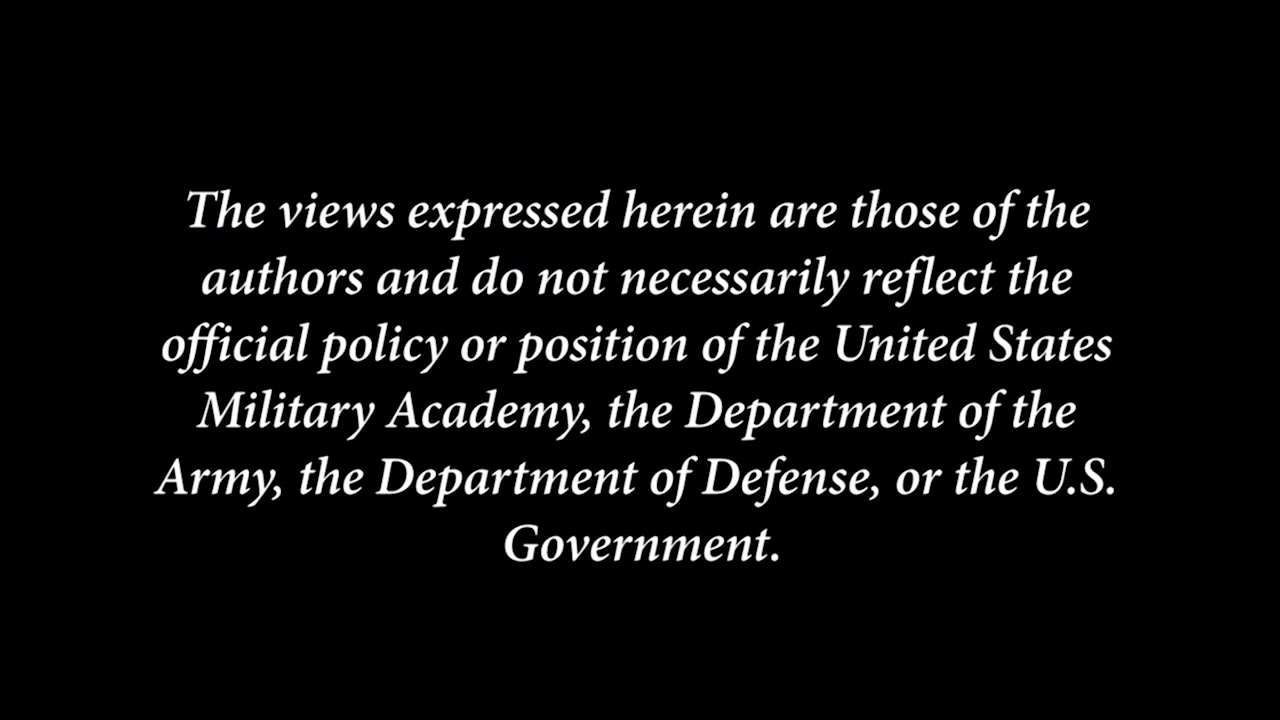 The views expressed herein are those of the
authors and do not necessarily reflect the
official policy or position of the United States
Military Academy, the Department of the
Army, the Department of Defense, or the U.S.
Government.